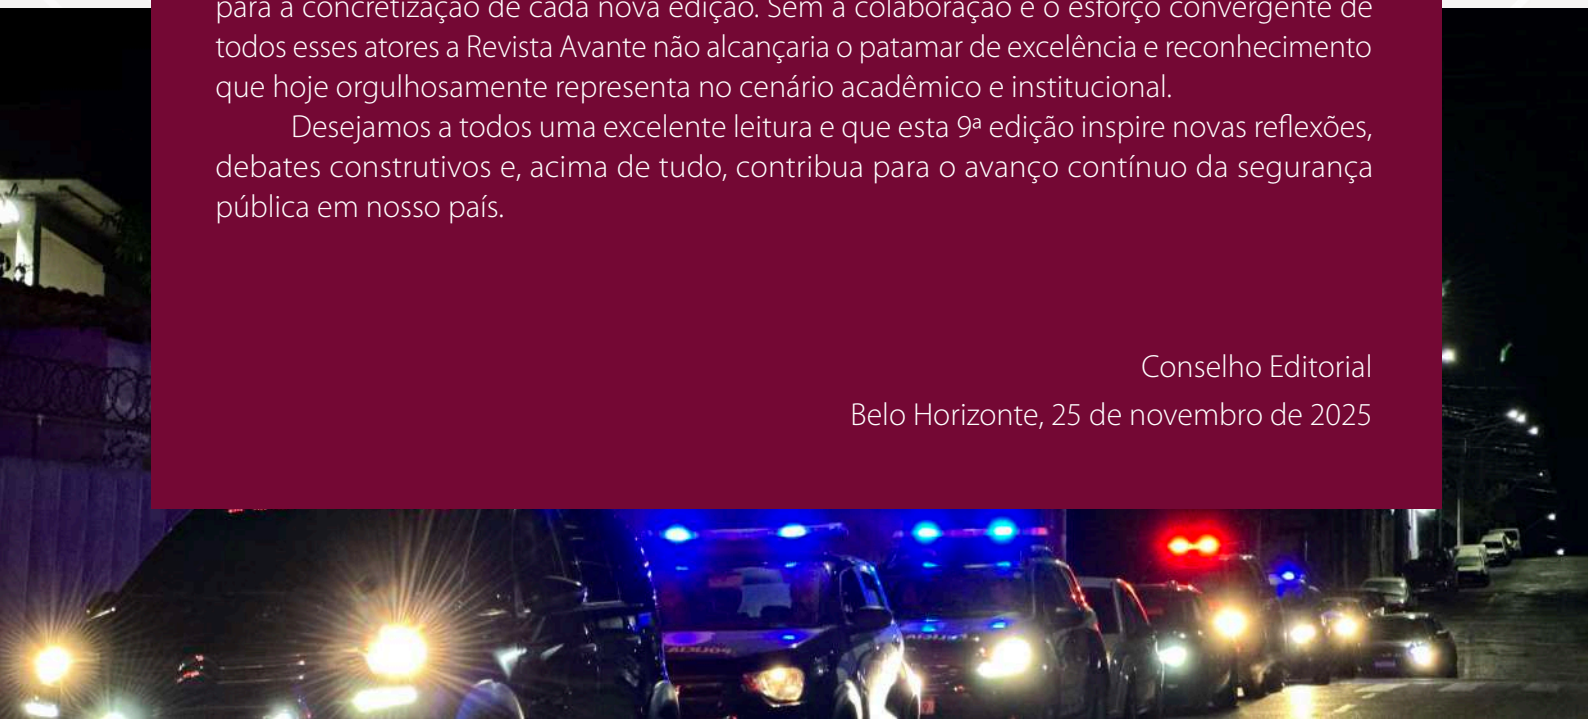 para a concretização de cada nova edição. Sem a colaboração e o esforço convergente de
todos esses atores a Revista Avante não alcançaria o patamar de excelência e reconhecimento
que hoje orgulhosamente representa no cenário acadêmico e institucional.
Desejamos a todos uma excelente leitura e que esta 9ª edição inspire novas reflexões,
debates construtivos e, acima de tudo, contribua para o avanço contínuo da segurança
pública em nosso país.
Conselho Editorial
Belo Horizonte, 25 de novembro de 2025